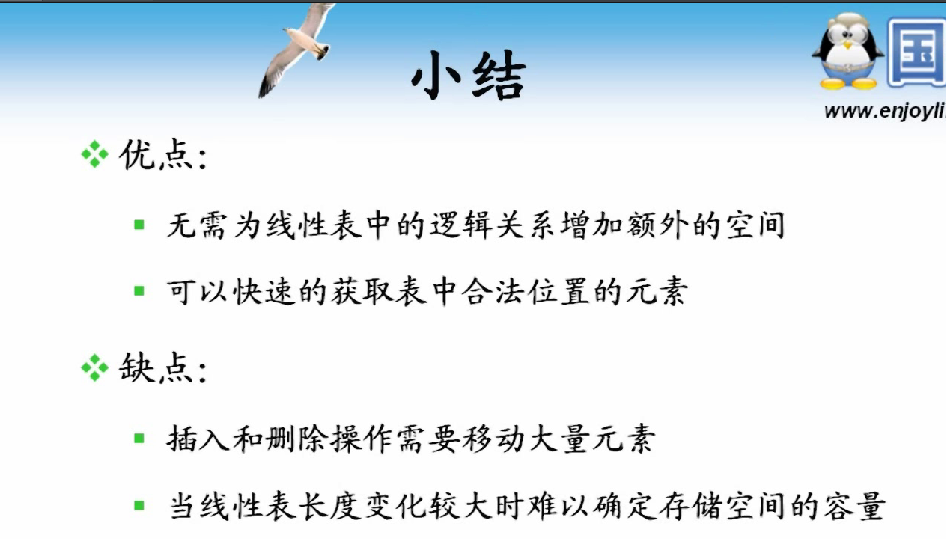 小结
国
www.enjoyli
优点:
无需为线性表中的逻辑关系增加额外的空间
可以快速的获取表中合法位置的元素
缺点:
插入和删除操作需要移动大量元素
当线性表长度变化较大时难以确定存储空间的容量